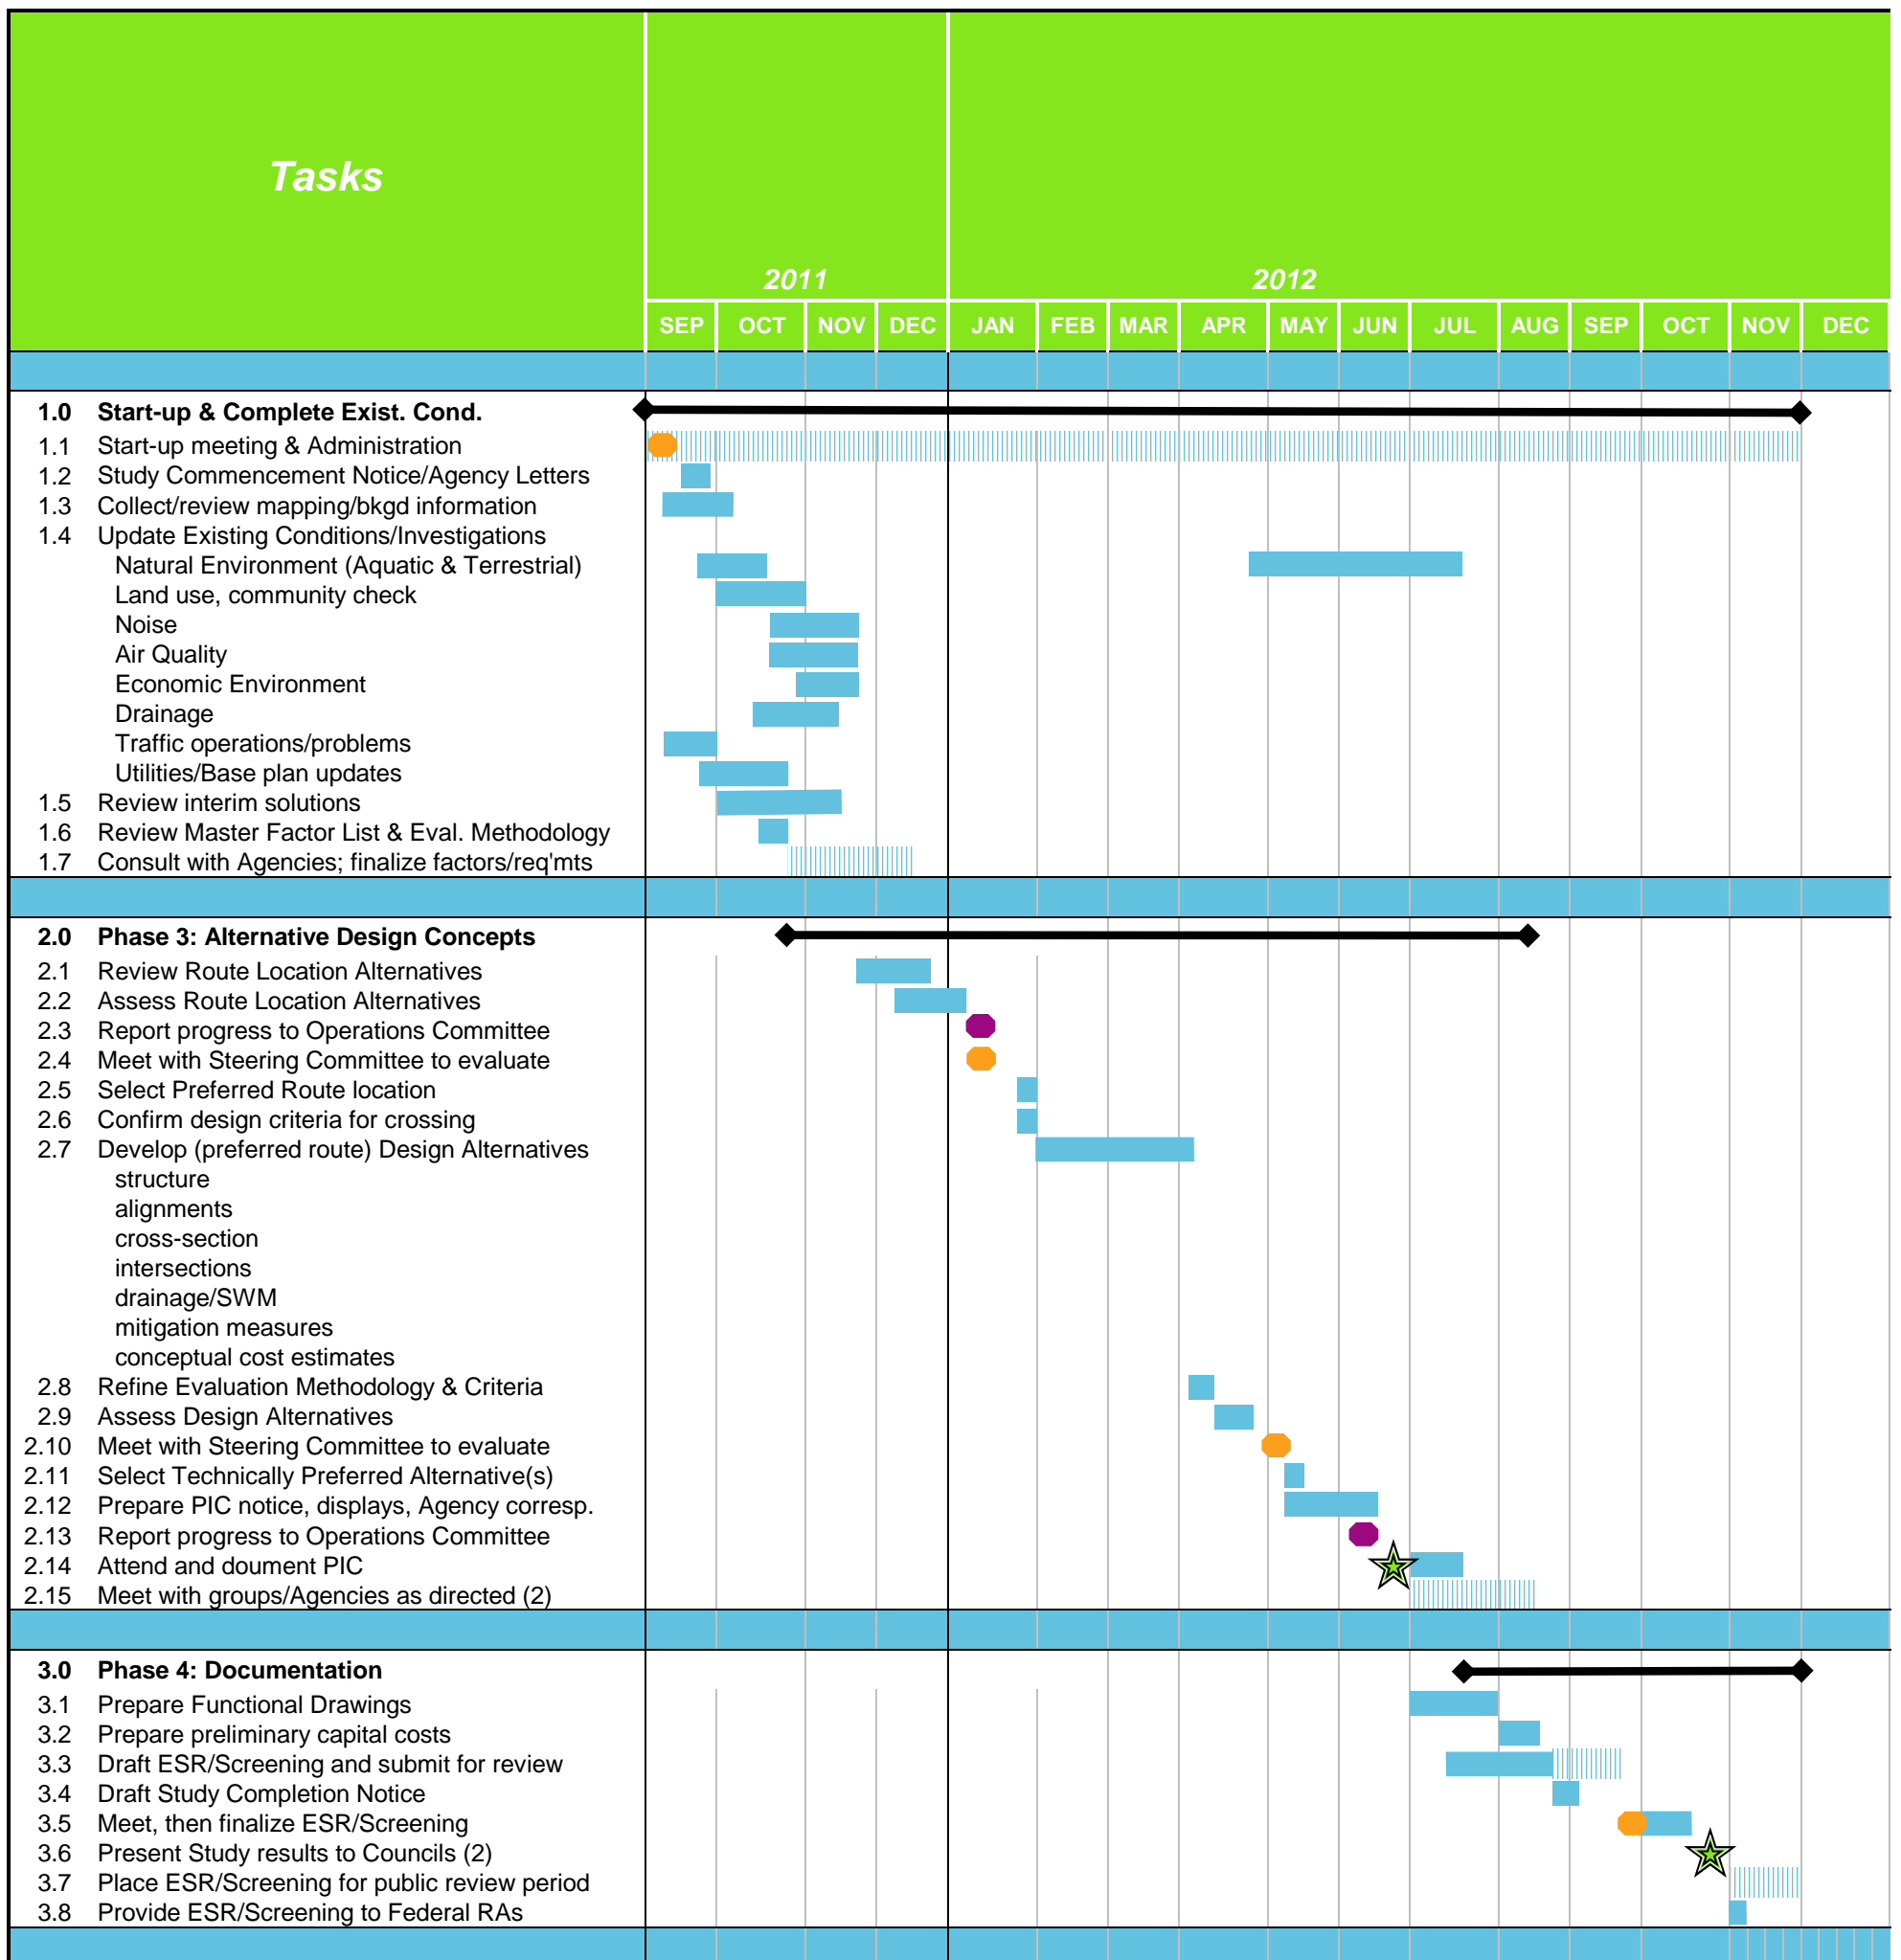 Tasks
2011 2012
SEP OCT NOV DEC JAN FEB MAR APR MAY JUN JUL AUG SEP OCT NOV DEC
1.0 Start-up & Complete Exist. Cond.
1.1 Start-up meeting & Administration
1.2 Study Commencement Notice/Agency Letters
1.3 Collect/review mapping/bkgd information
1.4 Update Existing Conditions/Investigations
Natural Environment (Aquatic & Terrestrial)
Land use, community check
Noise
Air Quality
Economic Environment
Drainage
Traffic operations/problems
Utilities/Base plan updates
1.5 Review interim solutions
1.6 Review Master Factor List & Eval. Methodology
1.7 Consult with Agencies; finalize factors/req'mts
2.0 Phase 3: Alternative Design Concepts
2.1 Review Route Location Alternatives
2.2 Assess Route Location Alternatives
2.3 Report progress to Operations Committee
2.4 Meet with Steering Committee to evaluate
2.5 Select Preferred Route location
2.6 Confirm design criteria for crossing
2.7 Develop (preferred route) Design Alternatives
structure
alignments
cross-section
intersections
drainage/SWM
mitigation measures
conceptual cost estimates
2.8 Refine Evaluation Methodology & Criteria
2.9 Assess Design Alternatives
2.10 Meet with Steering Committee to evaluate
2.11 Select Technically Preferred Alternative(s)
2.12 Prepare PIC notice, displays, Agency corresp.
2.13 Report progress to Operations Committee
2.14 Attend and doument PIC
2.15 Meet with groups/Agencies as directed (2)
3.0 Phase 4: Documentation
3.1 Prepare Functional Drawings
3.2 Prepare preliminary capital costs
3.3 Draft ESR/Screening and submit for review
3.4 Draft Study Completion Notice
3.5 Meet, then finalize ESR/Screening
3.6 Present Study results to Councils (2)
3.7 Place ESR/Screening for public review period
3.8 Provide ESR/Screening to Federal RAs